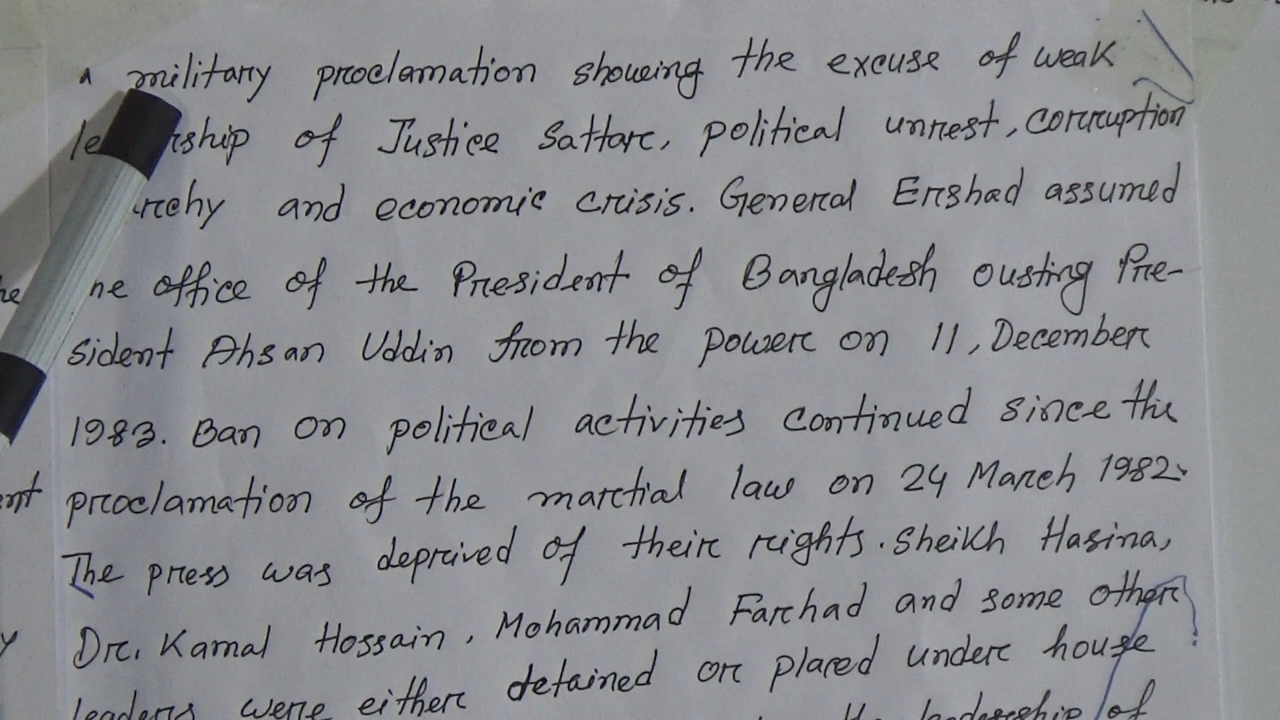 a military proclamation showing the excuse of weak
of Justice Sattar, political unrest, corruption
and economic crisis. General Ershad assumed
office of the President of Bangladesh ousting Pre-
sident Ahsan Uddin from the power on 11, December
1983. Ban on political activities continued since the
proclamation of the martial law on 24 March 1982.
The press was deprived of their rights. Sheikh Hasina,
Dr. Kamal Hossain, Mohammad Farhad and some other
leaders were either detained or placed under house
leadership of